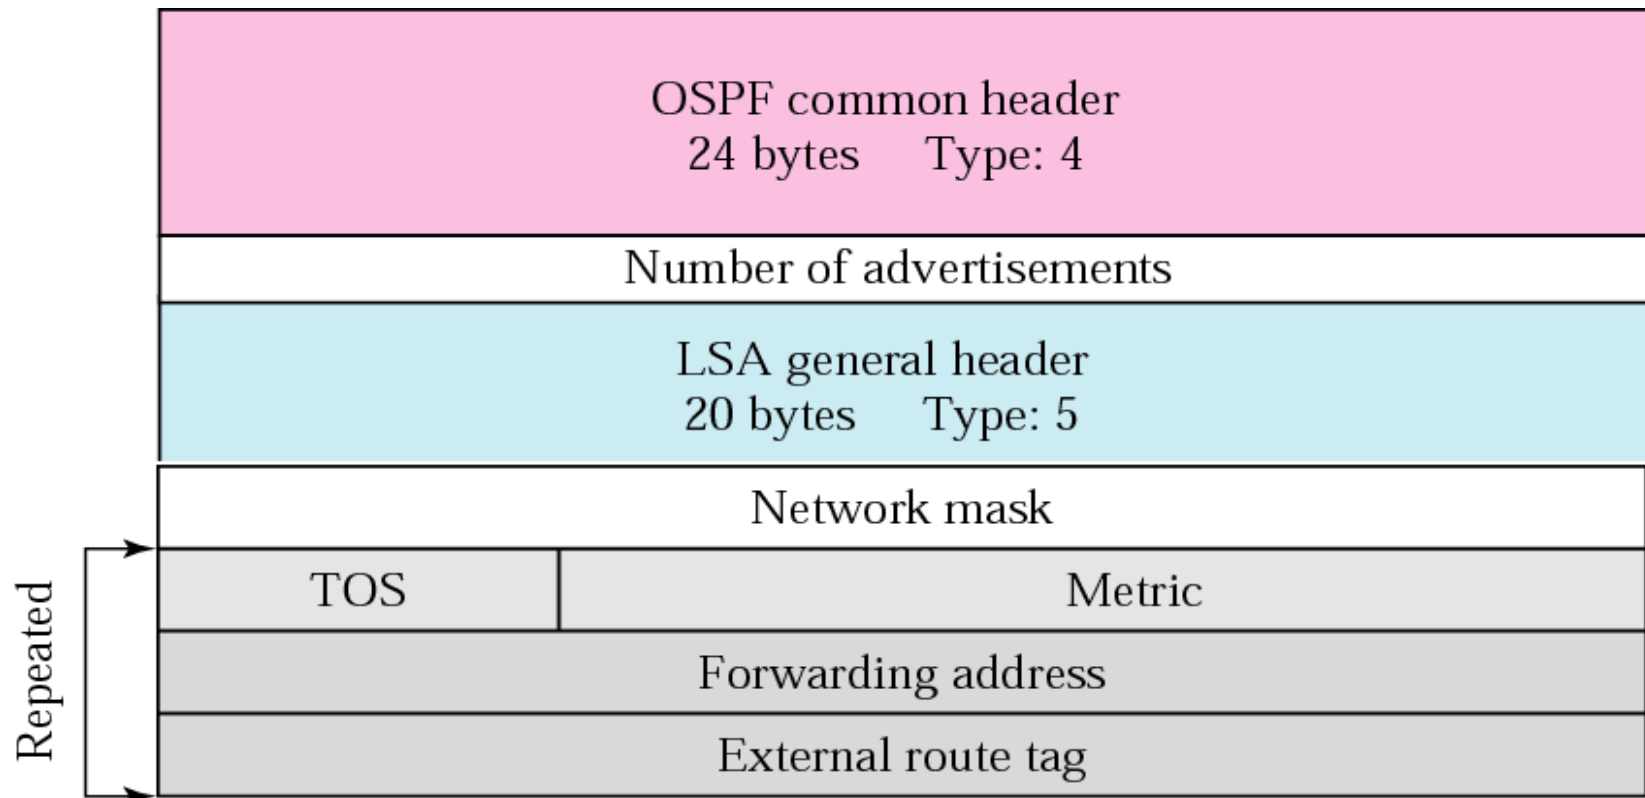 OSPF common header
24 bytes Type: 4
Number of advertisements
LSA general header
20 bytes Type: 5
Network mask
Repeated
TOS
Metric
Forwarding address
External route tag